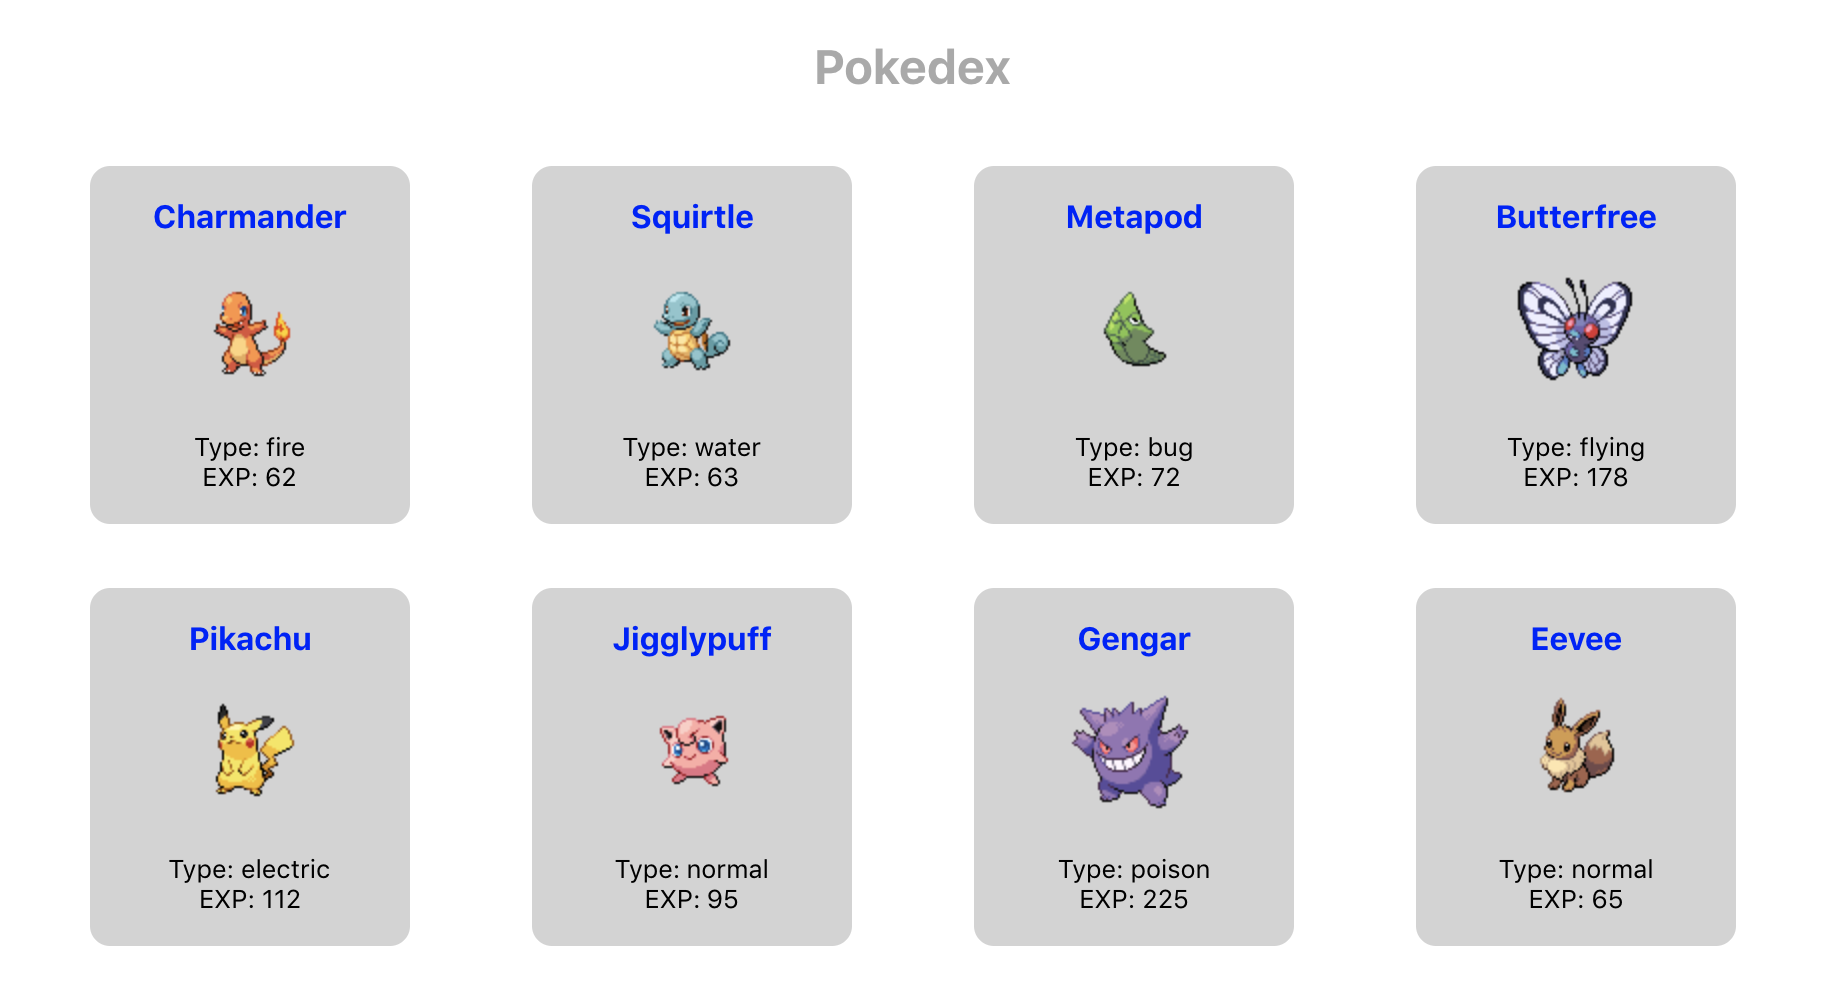 Pokedex
Charmander
Type: fire
EXP: 62
Squirtle
Type: water
EXP: 63
Metapod
Type: bug
EXP: 72
Butterfree
Type: flying
EXP: 178
Pikachu
Type: electric
EXP: 112
Jigglypuff
Type: normal
EXP: 95
Gengar
Type: poison
EXP: 225
Eevee
Type: normal
EXP: 65